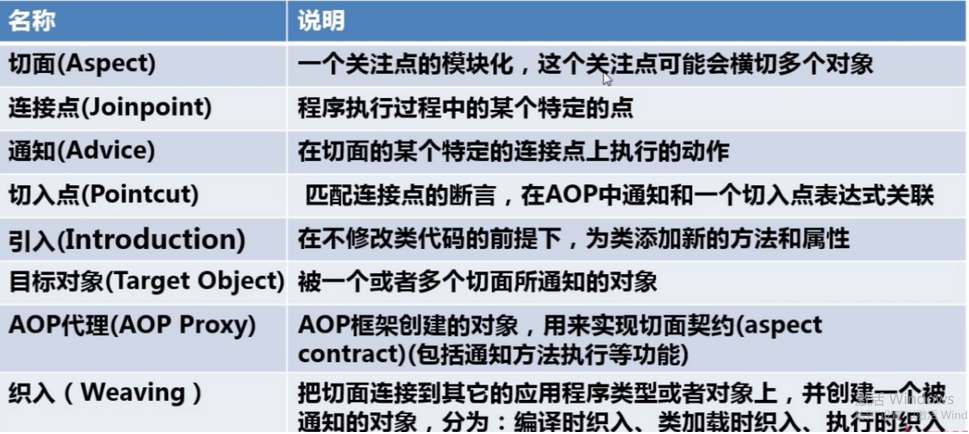 名称 说明
切面(Aspect) 一个关注点的模块化，这个关注点可能会横切多个对象
连接点(Joinpoint) 程序执行过程中的某个特定的点
通知(Advice) 在切面的某个特定的连接点上执行的动作
切入点(Pointcut) 匹配连接点的断言，在AOP中通知和一个切入点表达式关联
引入(Introduction) 在不修改类代码的前提下，为类添加新的方法和属性
目标对象(Target Object) 被一个或者多个切面所通知的对象
AOP代理(AOP Proxy) AOP框架创建的对象，用来实现切面契约(aspect
contract)(包括通知方法执行等功能)
织入（Weaving） 把切面连接到其它的应用程序类型或者对象上，并创建一个被
通知的对象，分为：编译时织入、类加载时织入、执行时织入
激活 Windows